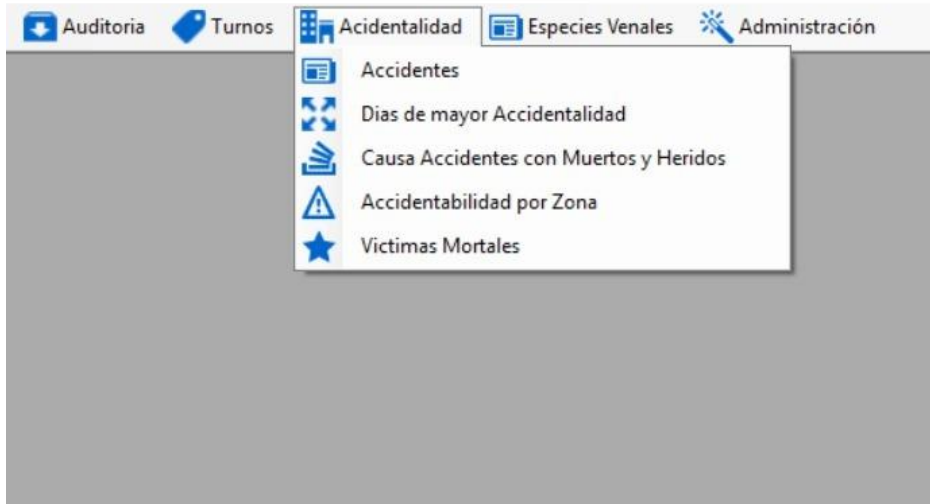 Auditoria Turnos Acidentalidad Especies Venales Administración
Accidentes
Dias de mayor Accidentalidad
Causa Accidentes con Muertos y Heridos
Accidentabilidad por Zona
Victimas Mortales